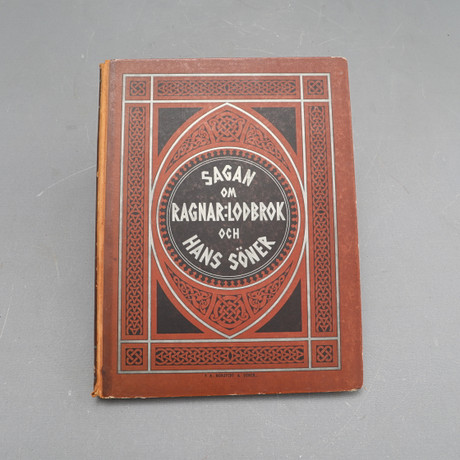 SAGAN
OM
RAGNAR LODBROK
OCH
HANS SÖNER